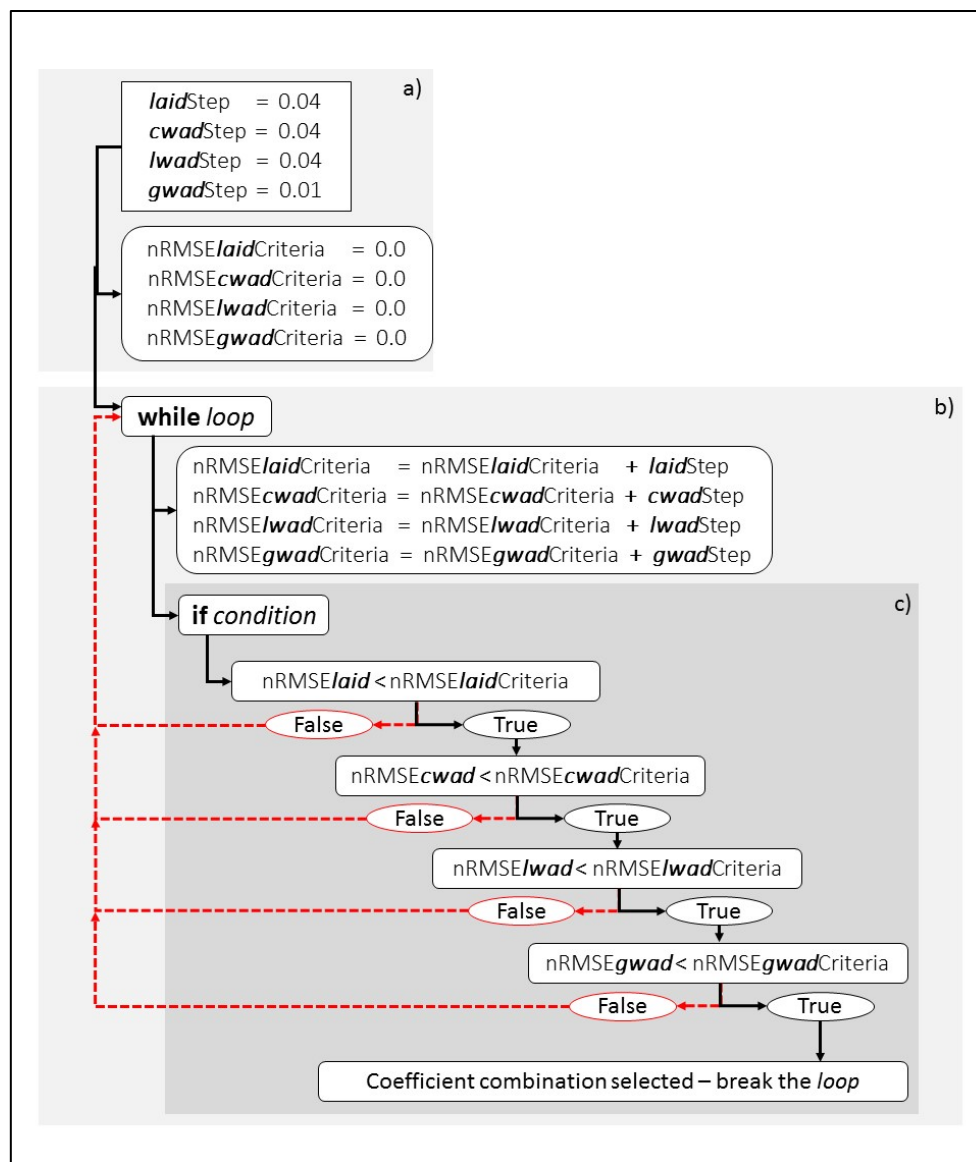 a)
laidStep = 0.04
cwadStep = 0.04
lwadStep = 0.04
gwadStep = 0.01
nRMSElaidCriteria = 0.0
nRMSEcwadCriteria = 0.0
nRMSElwadCriteria = 0.0
nRMSEgwadCriteria = 0.0
b)
while loop
nRMSElaidCriteria = nRMSElaidCriteria + laidStep
nRMSEcwadCriteria = nRMSEcwadCriteria + cwadStep
nRMSElwadCriteria = nRMSElwadCriteria + lwadStep
nRMSEgwadCriteria = nRMSEgwadCriteria + gwadStep
c)
if condition
nRMSElaid < nRMSElaidCriteria
False True
nRMSEcwad < nRMSEcwadCriteria
False True
nRMSElwad < nRMSElwadCriteria
False True
nRMSEgwad < nRMSEgwadCriteria
False True
Coefficient combination selected – break the loop